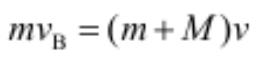 mv_B = (m + M)v